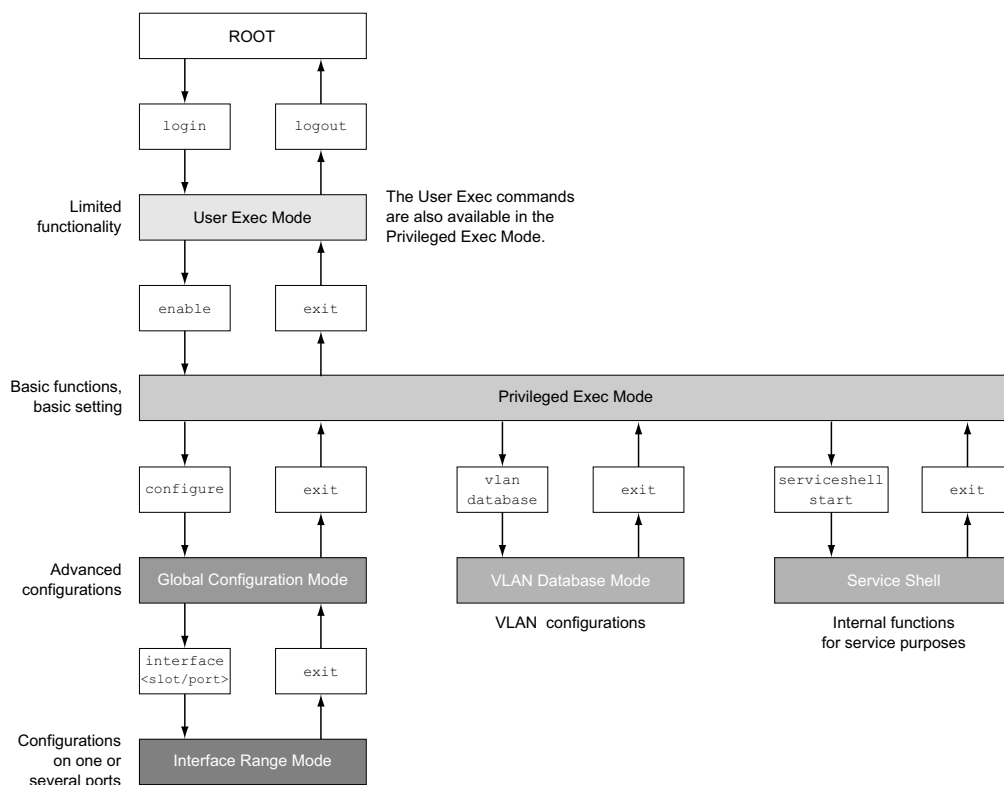 ROOT
login
logout
Limited
functionality
User Exec Mode
The User Exec commands
are also available in the
Privileged Exec Mode.
enable
exit
Basic functions,
basic setting
Privileged Exec Mode
configure
exit
vlan
database
exit
serviceshell
start
exit
Advanced
configurations
Global Configuration Mode
VLAN Database Mode
Service Shell
VLAN configurations
Internal functions
for service purposes
interface
<slot/port>
exit
Configurations
on one or
several ports
Interface Range Mode